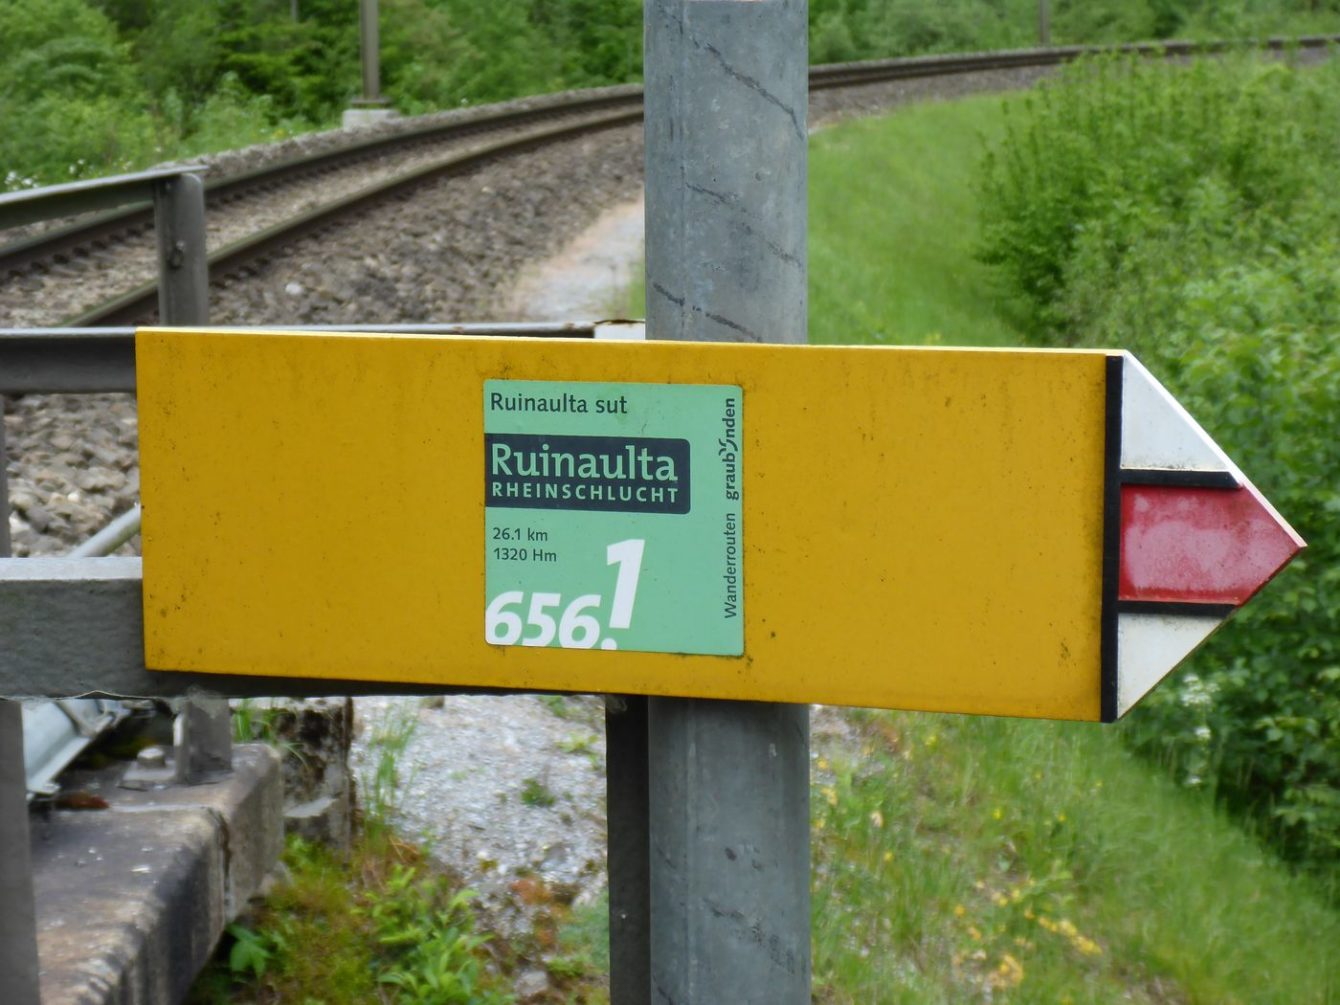 Ruinaulta sut
Ruinaulta
RHEINSCHLUCHT
26.1 km
1320 Hm
656.1
Wanderrouten graubünden